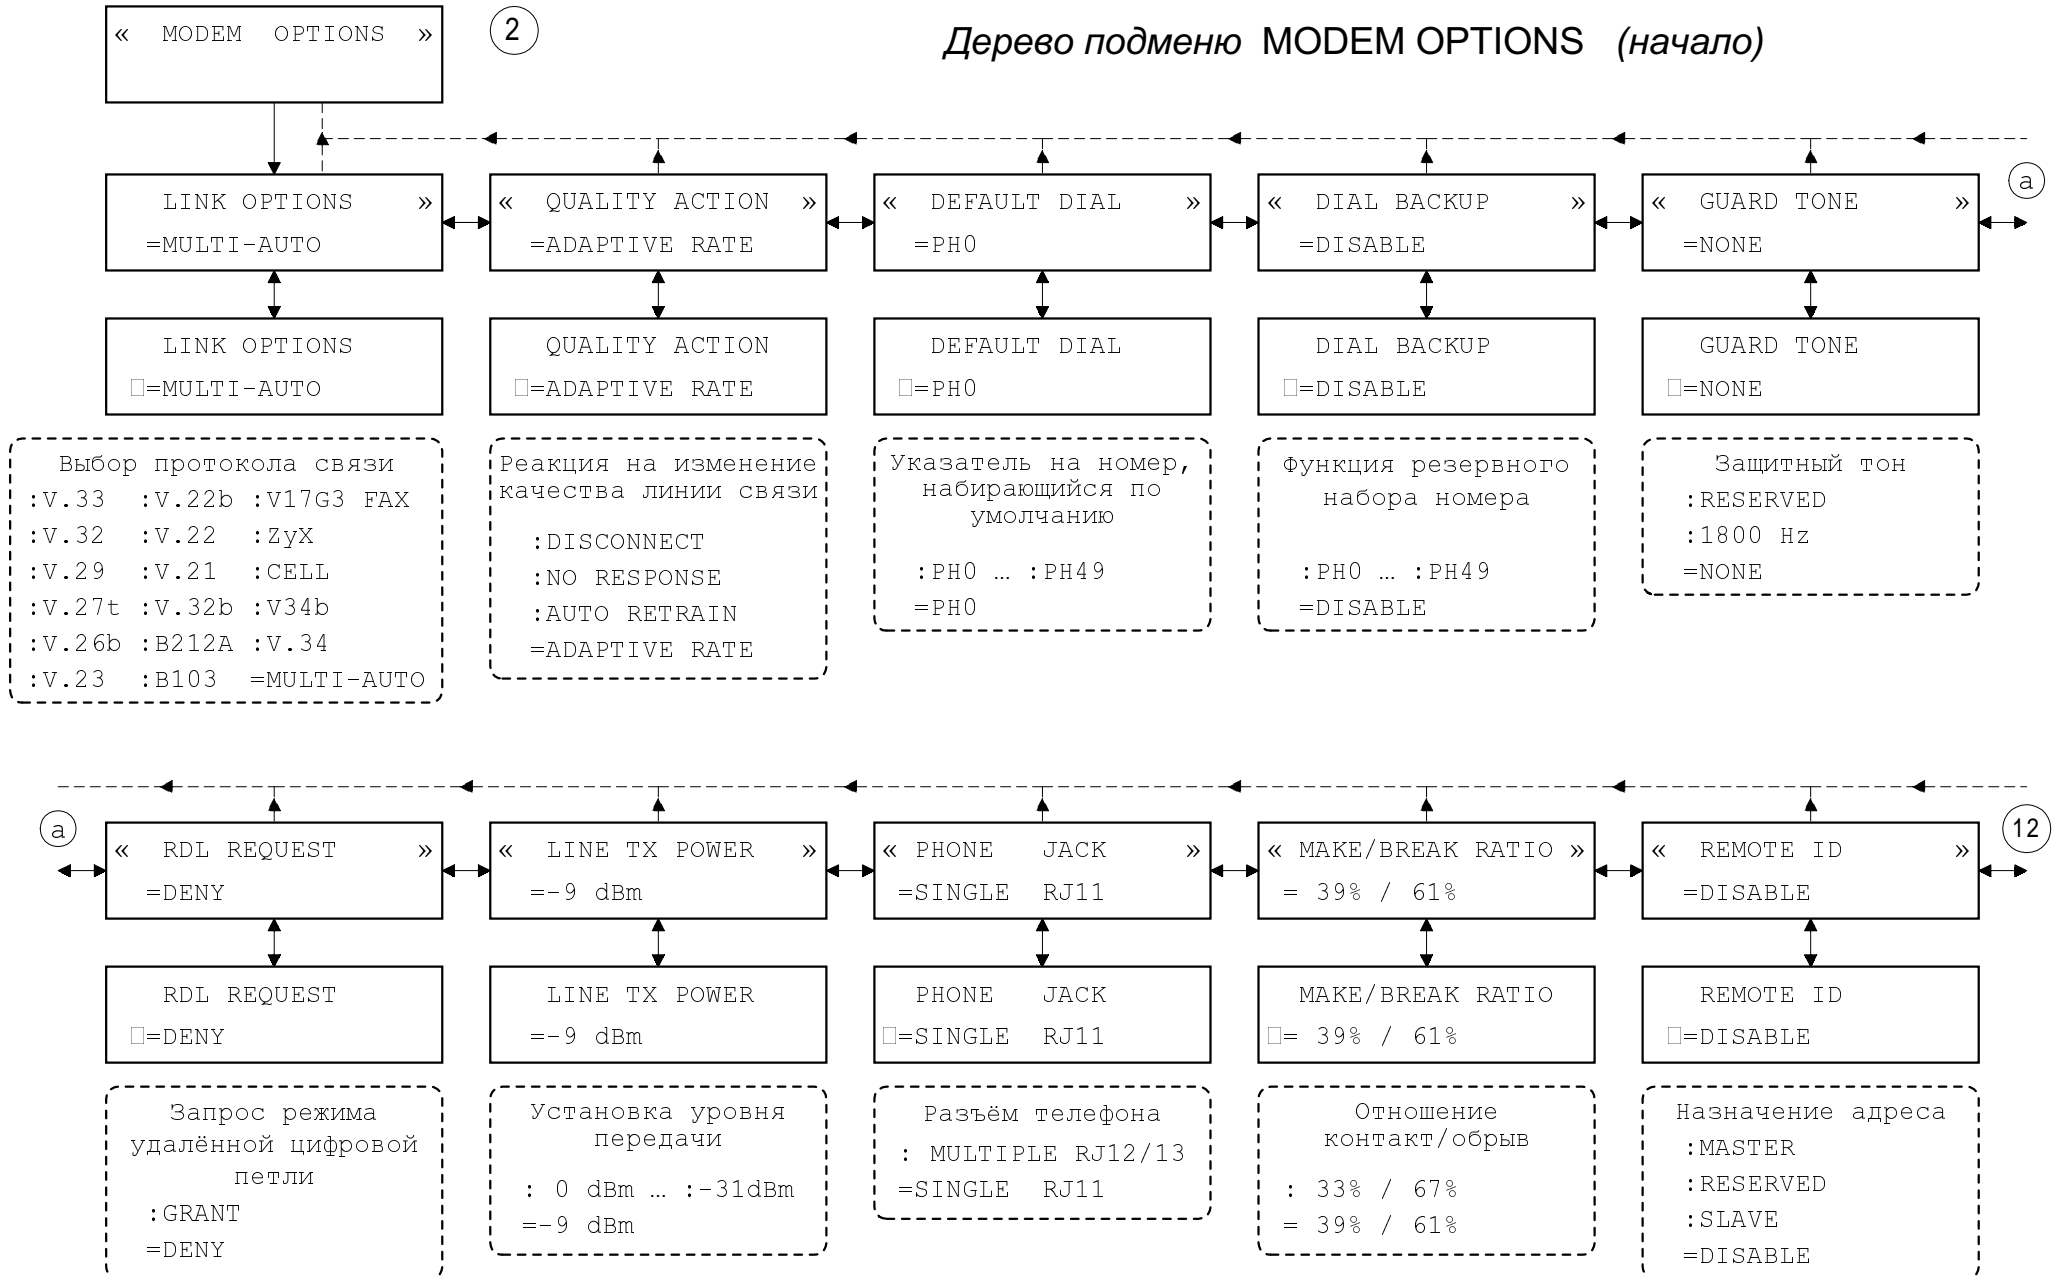 « MODEM OPTIONS »
2
Дерево подменю MODEM OPTIONS (начало)
LINK OPTIONS »
=MULTI-AUTO
« QUALITY ACTION »
=ADAPTIVE RATE
« DEFAULT DIAL »
=PH0
« DIAL BACKUP »
=DISABLE
« GUARD TONE »
=NONE
a
LINK OPTIONS
=MULTI-AUTO
QUALITY ACTION
=ADAPTIVE RATE
DEFAULT DIAL
=PH0
DIAL BACKUP
=DISABLE
GUARD TONE
=NONE
Выбор протокола связи
:V.33 :V.22b :V17G3 FAX
:V.32 :V.22 :ZyX
:V.29 :V.21 :CELL
:V.27t :V.32b :V34b
:V.26b :B212A :V.34
:V.23 :B103 =MULTI-AUTO
Реакция на изменение
качества линии связи
:DISCONNECT
:NO RESPONSE
:AUTO RETRAIN
=ADAPTIVE RATE
Указатель на номер,
набирающийся по
умолчанию
:PH0 … :PH49
=PH0
Функция резервного
набора номера
:PH0 … :PH49
=DISABLE
Защитный тон
:RESERVED
:1800 Hz
=NONE
a
« RDL REQUEST »
=DENY
« LINE TX POWER »
=-9 dBm
« PHONE JACK »
=SINGLE RJ11
« MAKE/BREAK RATIO »
= 39% / 61%
« REMOTE ID »
=DISABLE
12
RDL REQUEST
=DENY
LINE TX POWER
=-9 dBm
PHONE JACK
=SINGLE RJ11
MAKE/BREAK RATIO
= 39% / 61%
REMOTE ID
=DISABLE
Запрос режима
удалённой цифровой
петли
:GRANT
=DENY
Установка уровня
передачи
: 0 dBm … :-31dBm
=-9 dBm
Разъём телефона
: MULTIPLE RJ12/13
=SINGLE RJ11
Отношение
контакт/обрыв
: 33% / 67%
= 39% / 61%
Назначение адреса
:MASTER
:RESERVED
:SLAVE
=DISABLE